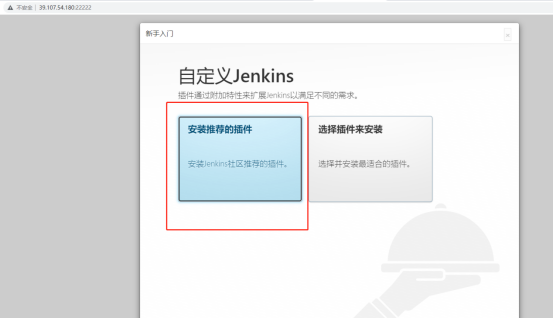 不安全 | 39.107.54.180:22222
新手入门
自定义Jenkins
插件通过附加特性来扩展Jenkins以满足不同的需求。
安装推荐的插件
安装Jenkins社区推荐的插件。
选择插件来安装
选择并安装最适合的插件。